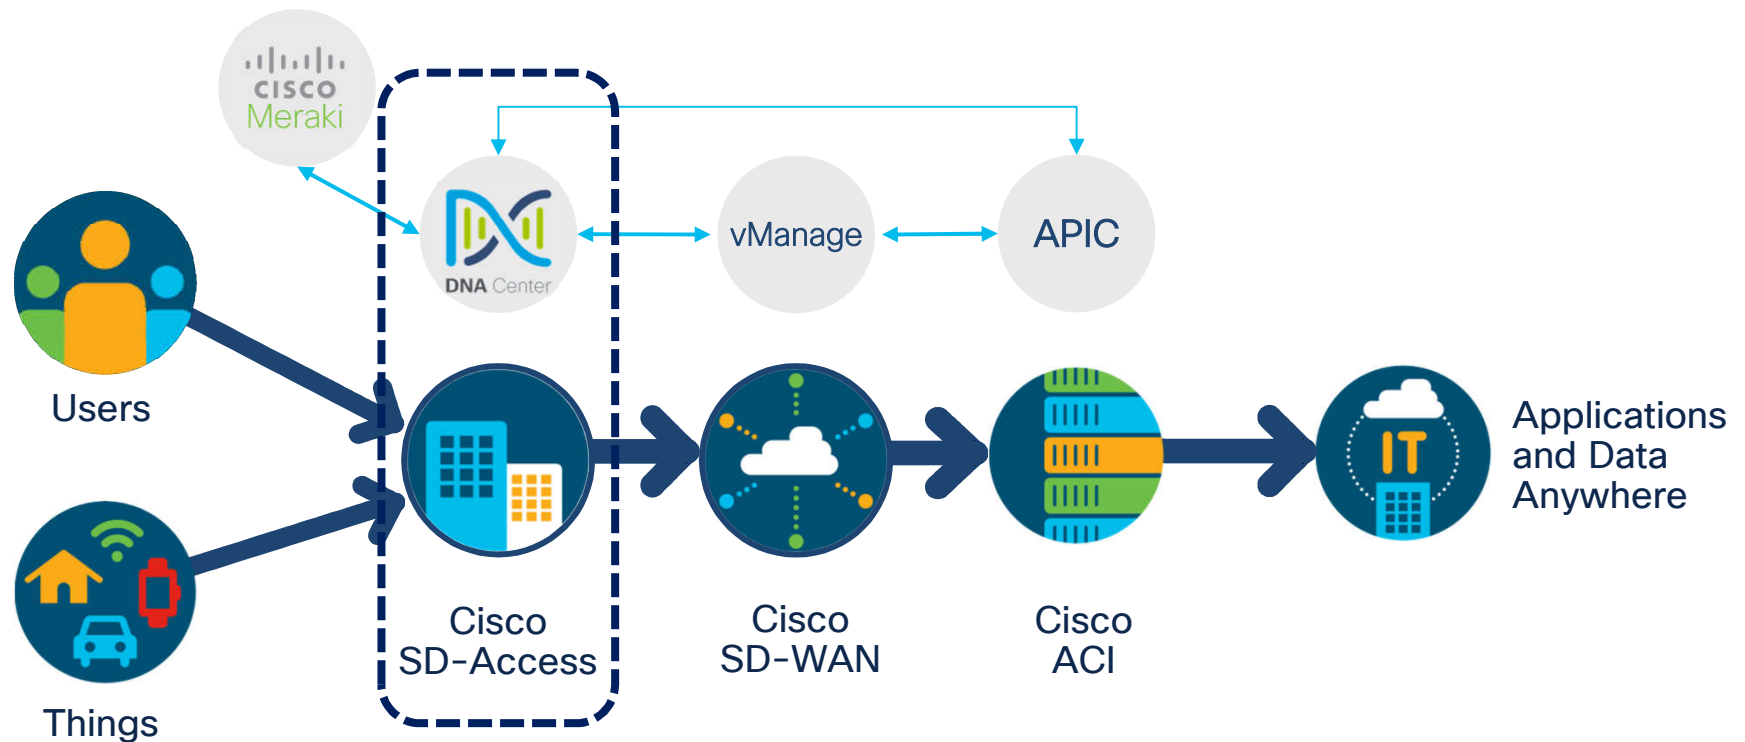 CISCO
Meraki
DNA Center
vManage
APIC
Users
Things
Cisco
SD-Access
Cisco
SD-WAN
Cisco
ACI
IT
Applications
and Data
Anywhere